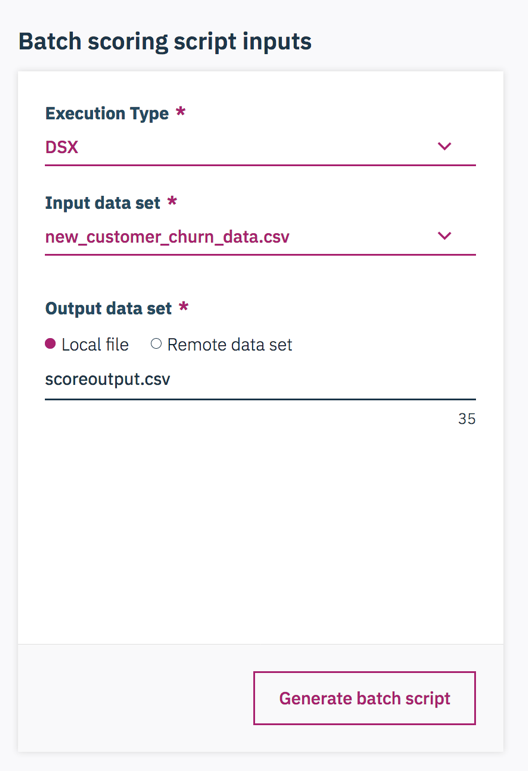 Batch scoring script inputs
Execution Type *
DSX
Input data set *
new_customer_churn_data.csv
Output data set *
Local file Remote data set
scoreoutput.csv
35
Generate batch script